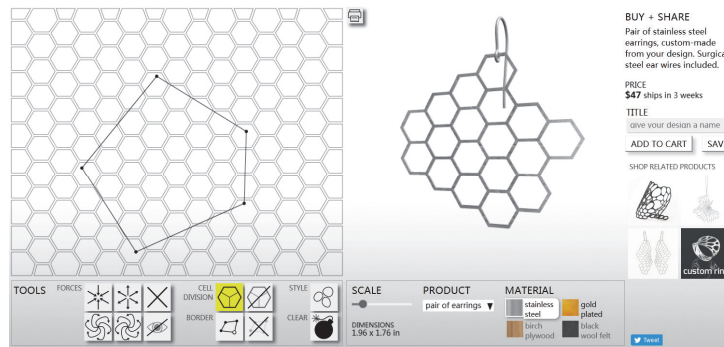 BUY + SHARE
Pair of stainless steel
earrings, custom-made
from your design. Surgica
steel ear wires included.
PRICE
$47 ships in 3 weeks
TITLE
give your design a name
ADD TO CART
SAV
SHOP RELATED PRODUCTS
custom rin
Tweet
TOOLS
FORCES
CELL
DIVISION
BORDER
STYLE
CLEAR
SCALE
DIMENSIONS
1.96 x 1.76 in
PRODUCT
pair of earrings
MATERIAL
stainless
steel
gold
plated
birch
plywood
black
wool felt